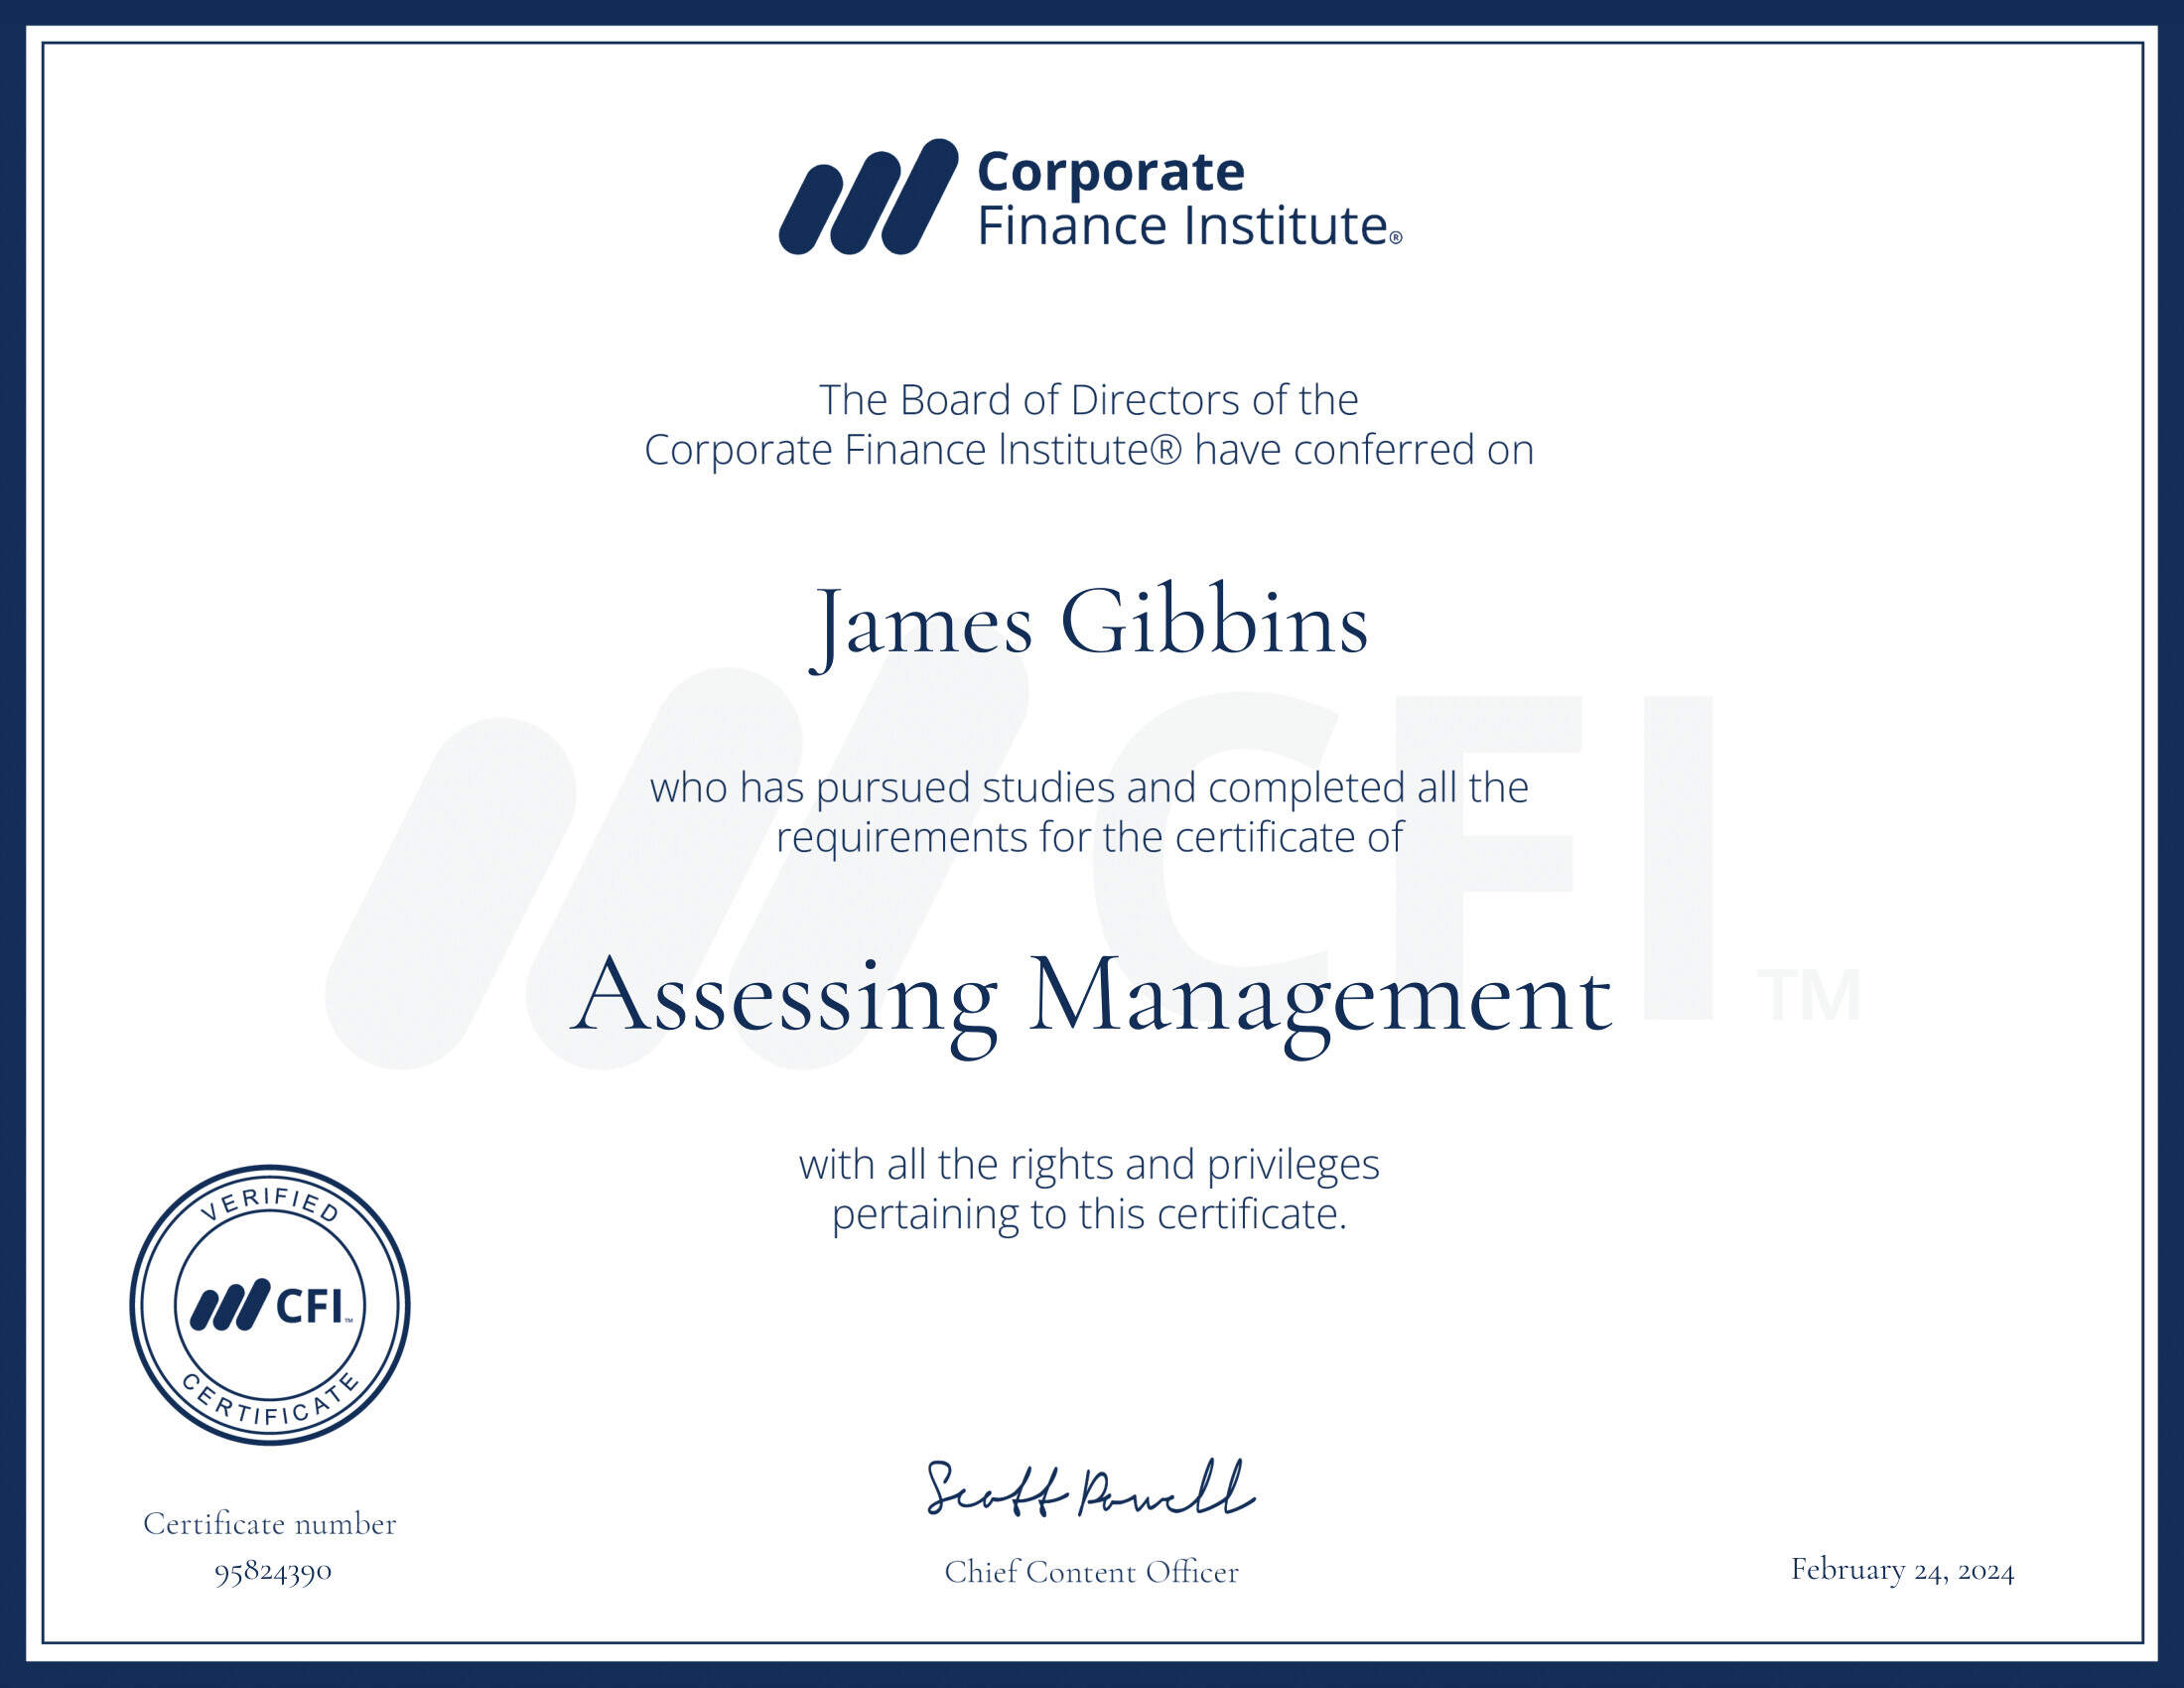 Corporate
Finance Institute®
The Board of Directors of the
Corporate Finance Institute® have conferred on
James Gibbins
CFI™
who has pursued studies and completed all the
requirements for the certificate of
Assessing Management
with all the rights and privileges
pertaining to this certificate.
VERIFIED
CFI™
CERTIFICATE
Scott Powell
Certificate number
95824390
Chief Content Officer
February 24, 2024